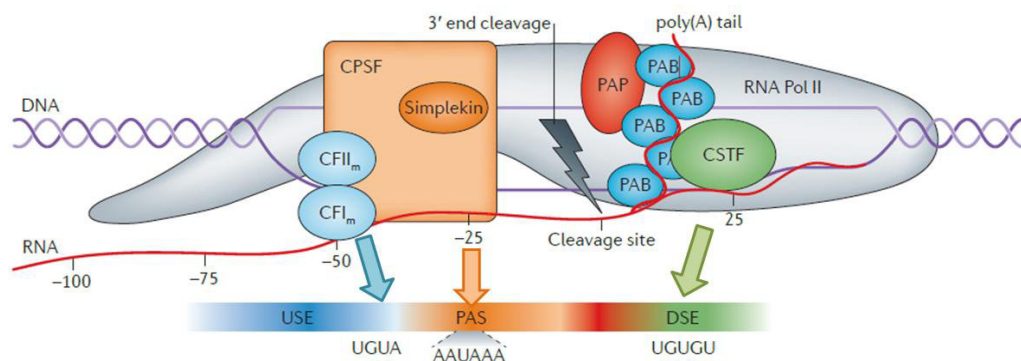 3′ end cleavage
poly(A) tail
CPSF
PAB
PAP
RNA Pol II
DNA
Simplekin
PAB
PAB
CFIIm
PA
CSTF
PAB
CFIm
RNA
–25
25
Cleavage site
–50
–75
–100
USE
PAS
DSE
UGUA
AAUAAA
UGUGU